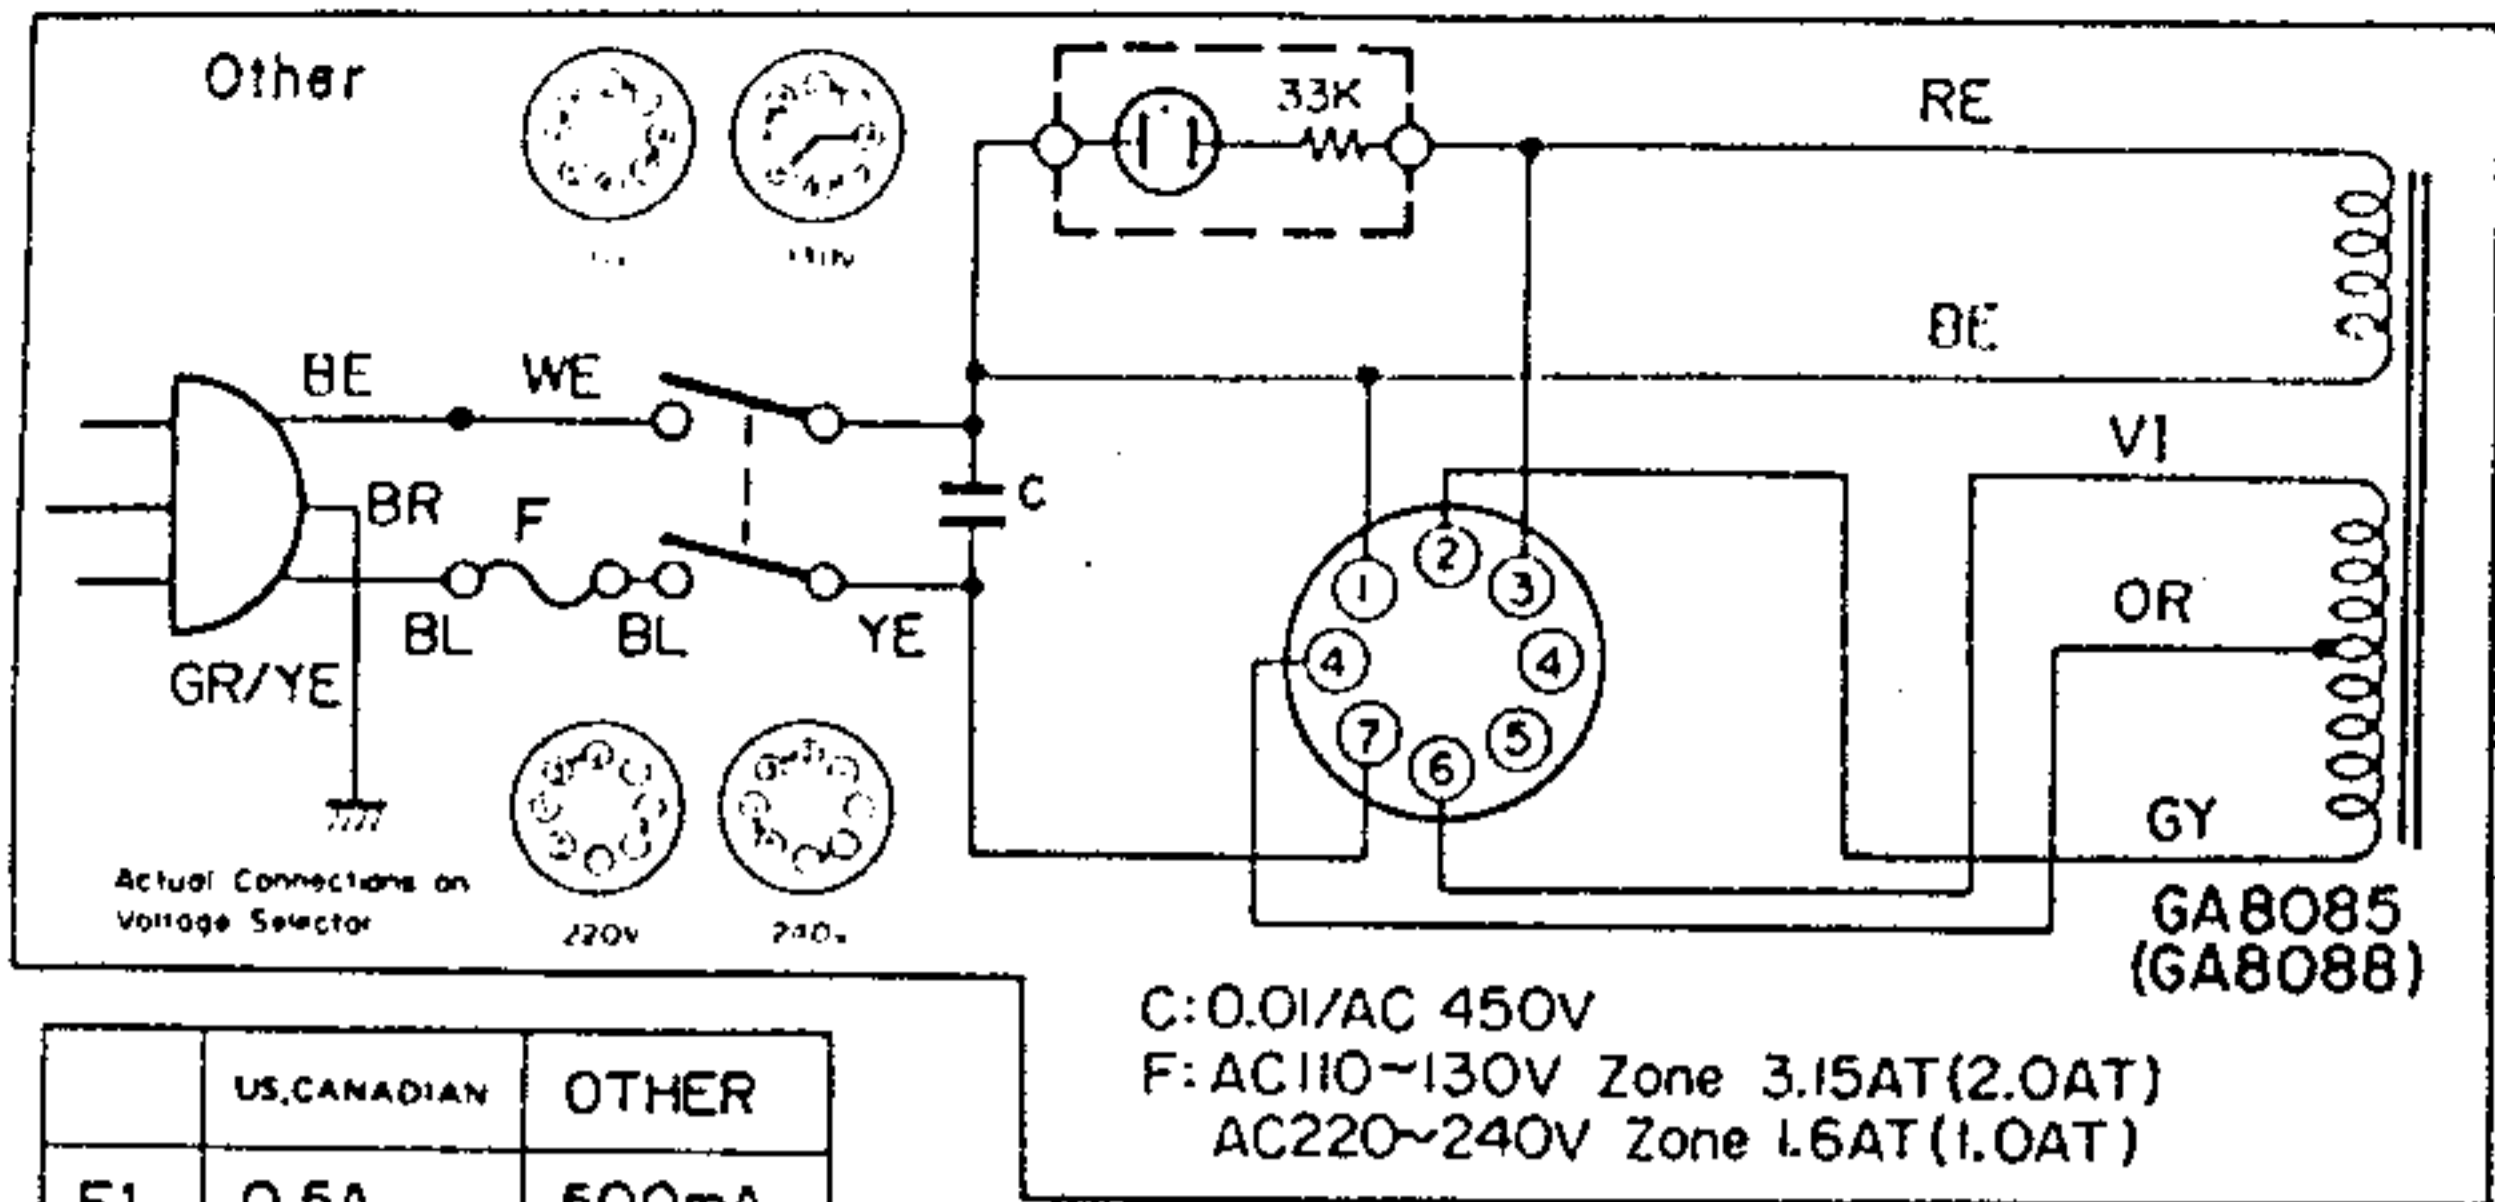 Other
33K
RE
BE
BE
WE
VI
BR
F
C
OR
BL
BL
YE
GR/YE
1
2
3
4
4
7
6
5
GY
Actual Connections on
Voltage Selector
220V
240V
GA8085
(GA8088)
C:0.01/AC 450V
F: AC110~130V Zone 3.15AT(2.0AT)
AC220~240V Zone 1.6AT(1.0AT)
US,CANADIAN
OTHER